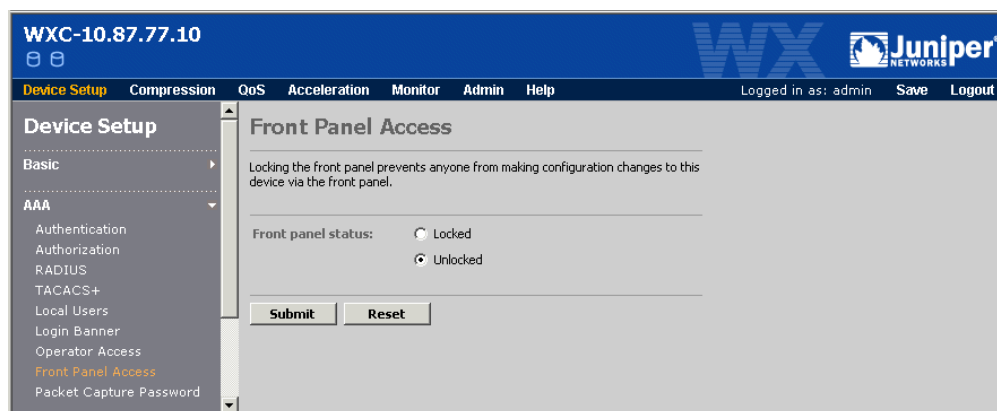 WXC-10.87.77.10
WX
Juniper
NETWORKS
Device Setup Compression QoS Acceleration Monitor Admin Help Logged in as: admin Save Logout
Device Setup
Basic
AAA
Authentication
Authorization
RADIUS
TACACS+
Local Users
Login Banner
Operator Access
Front Panel Access
Packet Capture Password
Front Panel Access
Locking the front panel prevents anyone from making configuration changes to this
device via the front panel.
Front panel status: Locked
Unlocked
Submit Reset